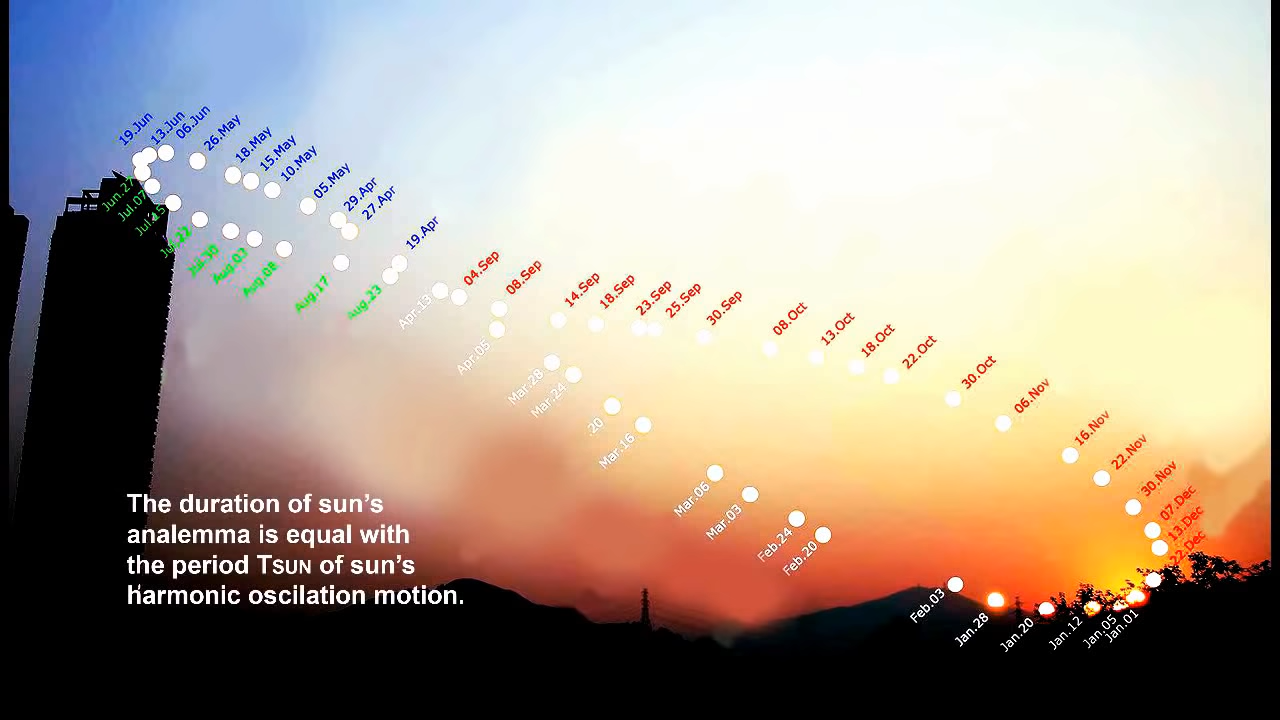 19.Jun
13.Jun
06.Jun
26.May
18.May
15.May
10.May
05.May
29.Apr
27.Apr
19.Apr
04.Sep
08.Sep
14.Sep
18.Sep
23.Sep
25.Sep
30.Sep
08.Oct
13.Oct
18.Oct
22.Oct
30.Oct
06.Nov
16.Nov
22.Nov
30.Nov
07.Dec
13.Dec
22.Dec
Jun.27
Jul.07
Jul.15
Jul.22
Jul.30
Aug.03
Aug.08
Aug.17
Aug.23
Apr.13
Apr.05
Mar.28
Mar.24
.20
Mar.16
Mar.06
Mar.03
Feb.24
Feb.20
Feb.03
Jan.28
Jan.20
Jan.12
Jan.05
Jan.01
The duration of sun’s
analemma is equal with
the period TSUN of sun’s
harmonic oscilation motion.